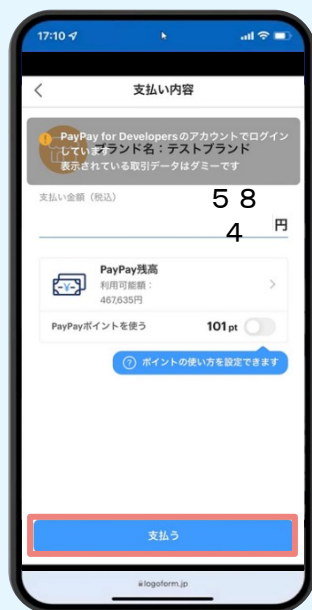 17:10
支払い内容
PayPay for Developersのアカウントでログイン
しています
ブランド名：テストブランド
表示されている取引データはダミーです
支払い金額（税込）
５８
４
円
PayPay残高
利用可能額：
467,635円
PayPayポイントを使う 101 pt
? ポイントの使い方を設定できます
支払う
logoform.jp